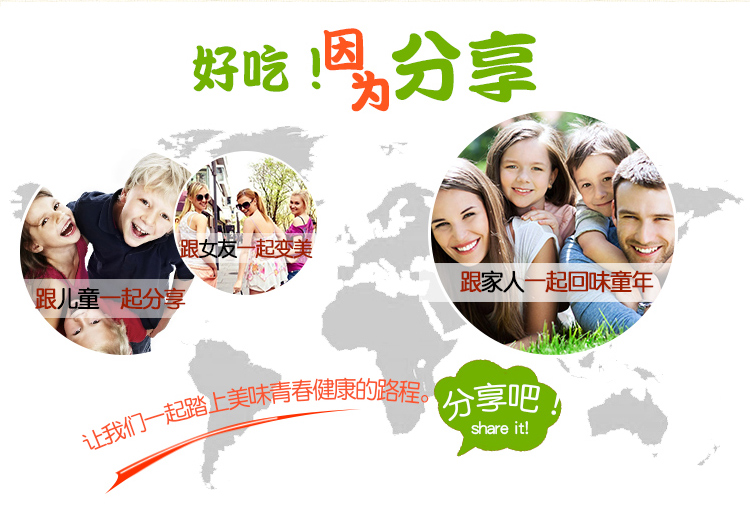 好吃！因为分享
跟女友一起变美
跟家人一起回味童年
跟儿童一起分享
让我们一起踏上美味青春健康的路程。
分享吧！
share it!